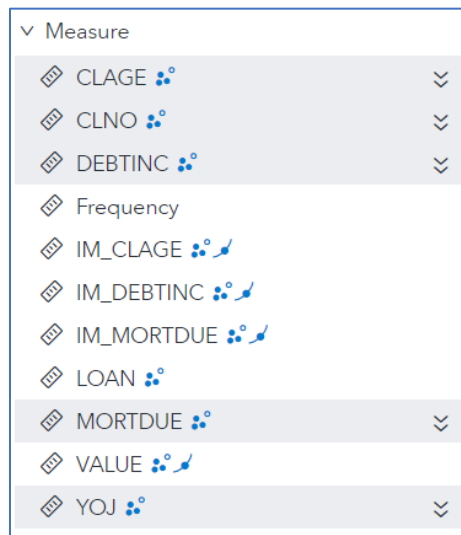 Measure
CLAGE
CLNO
DEBTINC
Frequency
IM_CLAGE
IM_DEBTINC
IM_MORTDUE
LOAN
MORTDUE
VALUE
YOJ